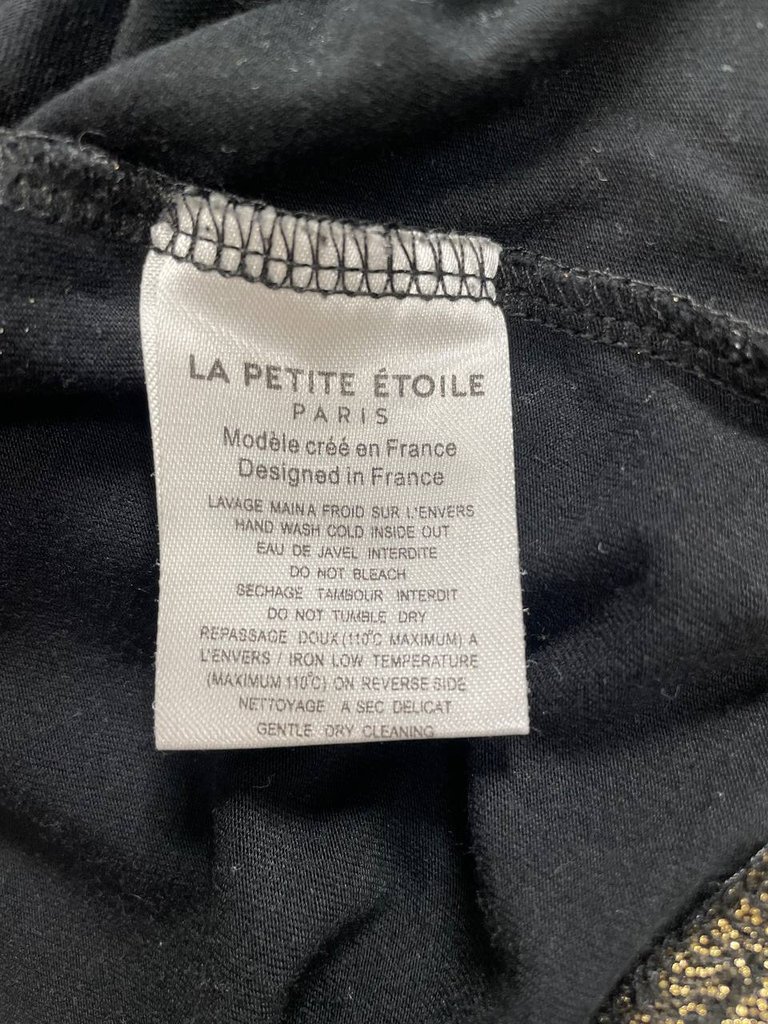 LA PETITE ÉTOILE
PARIS
Modèle créé en France
Designed in France
LAVAGE MAIN A FROID SUR L'ENVERS
HAND WASH COLD INSIDE OUT
EAU DE JAVEL INTERDITE
DO NOT BLEACH
SECHAGE TAMBOUR INTERDIT
DO NOT TUMBLE DRY
REPASSAGE DOUX (110°C MAXIMUM) A
L'ENVERS / IRON LOW TEMPERATURE
(MAXIMUM 110°C) ON REVERSE SIDE
NETTOYAGE A SEC DELICAT
GENTLE DRY CLEANING